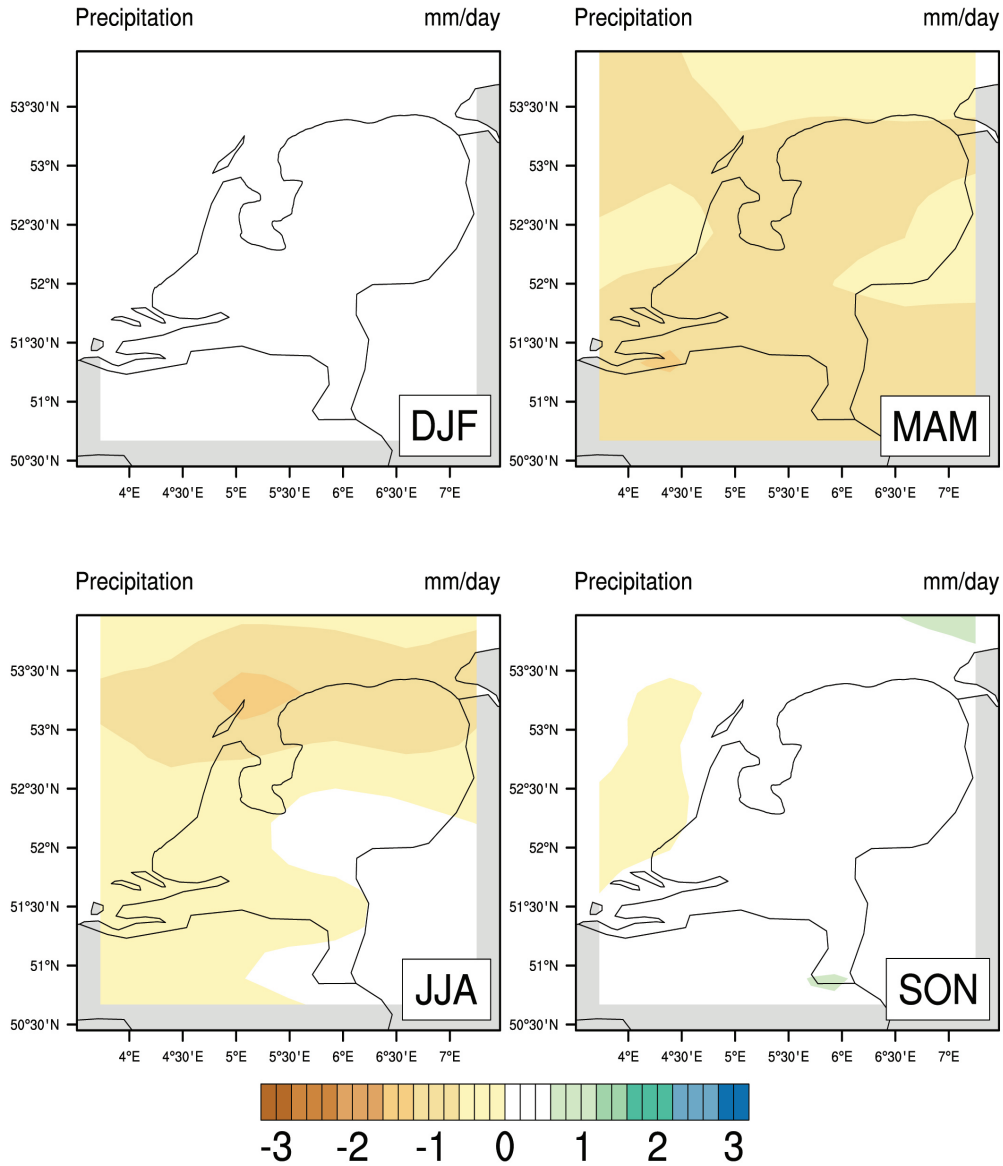 Precipitation mm/day Precipitation mm/day
53°30'N 53°30'N
53°N 53°N
52°30'N 52°30'N
52°N 52°N
51°30'N 51°30'N
51°N 51°N
DJF MAM
50°30'N 50°30'N
4°E 4°30'E 5°E 5°30'E 6°E 6°30'E 7°E 4°E 4°30'E 5°E 5°30'E 6°E 6°30'E 7°E
Precipitation mm/day Precipitation mm/day
53°30'N 53°30'N
53°N 53°N
52°30'N 52°30'N
52°N 52°N
51°30'N 51°30'N
51°N 51°N
JJA SON
50°30'N 50°30'N
4°E 4°30'E 5°E 5°30'E 6°E 6°30'E 7°E 4°E 4°30'E 5°E 5°30'E 6°E 6°30'E 7°E
-3 -2 -1 0 1 2 3